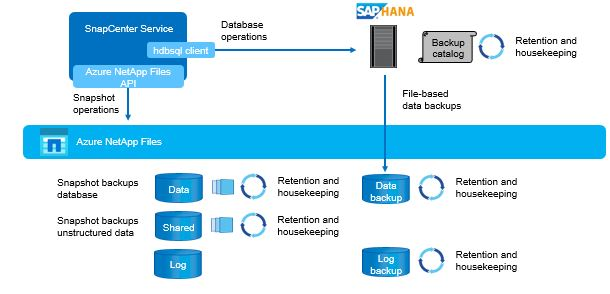 SnapCenter Service
hdbsql client
Azure NetApp Files
API
Database
operations
SAP HANA
Backup
catalog
Retention and
housekeeping
Snapshot
operations
File-based
data backups
Azure NetApp Files
Snapshot backups
database
Data
Retention and
housekeeping
Data
backup
Retention and
housekeeping
Snapshot backups
unstructured data
Shared
Retention and
housekeeping
Log
Log
backup
Retention and
housekeeping